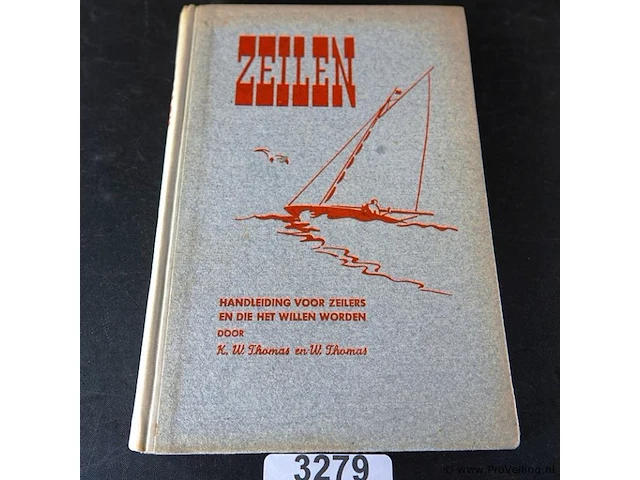 ZEILEN
HANDLEIDING VOOR ZEILERS
EN DIE HET WILLEN WORDEN
DOOR
K. W. Thomas en W. Thomas
3279
© www.ProVeiling.nl